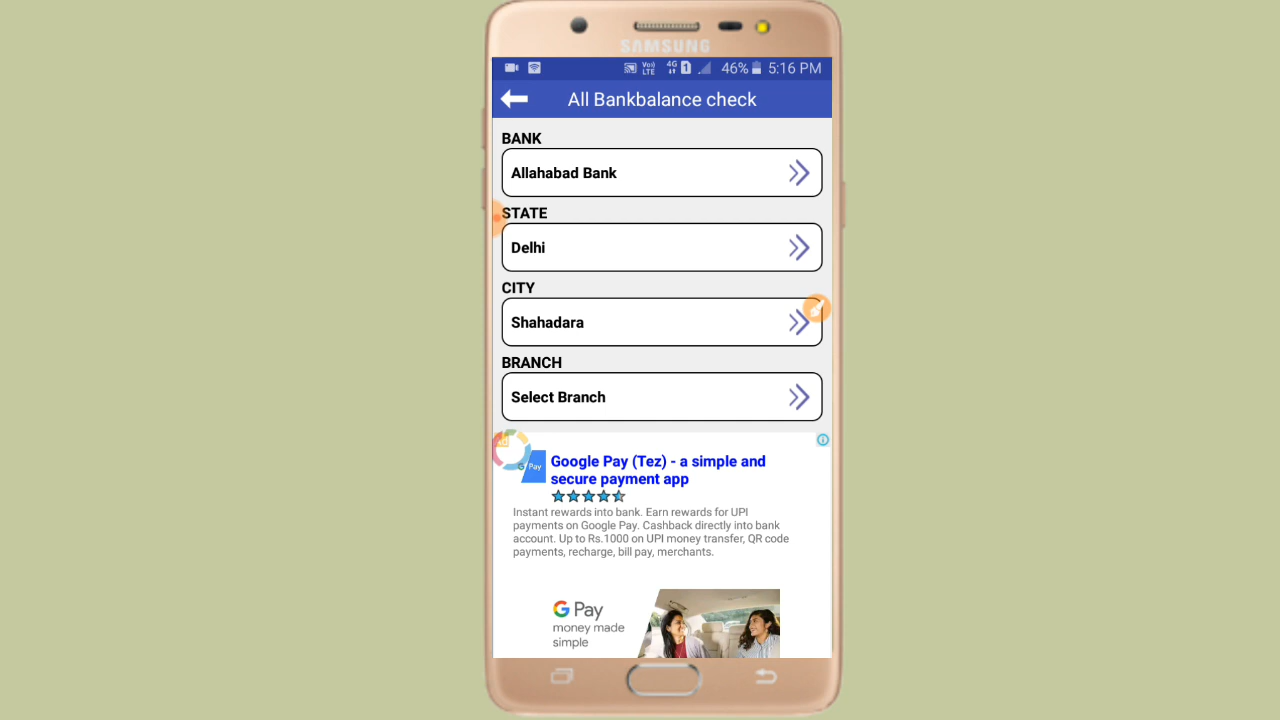 SAMSUNG
Voi) LTE 4G 1 46% 5:16 PM
All Bankbalance check
BANK
Allahabad Bank
STATE
Delhi
CITY
Shahadara
BRANCH
Select Branch
Ad
G Pay
Google Pay (Tez) - a simple and
secure payment app
Instant rewards into bank. Earn rewards for UPI
payments on Google Pay. Cashback directly into bank
account. Up to Rs.1000 on UPI money transfer, QR code
payments, recharge, bill pay, merchants.
G Pay
money made
simple